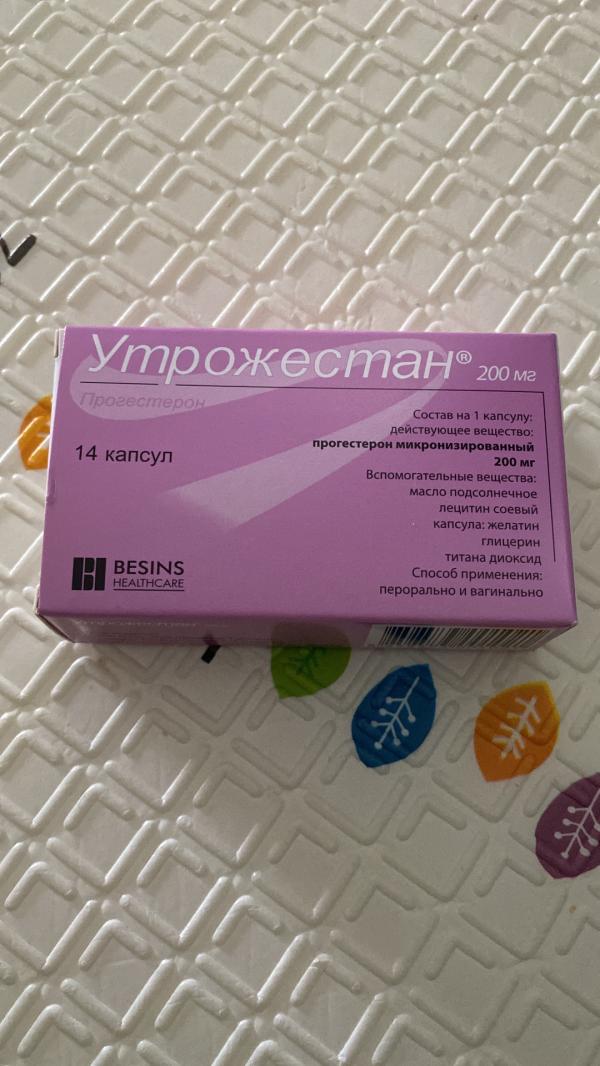 Утрожестан® 200 мг
Прогестерон
14 капсул
Состав на 1 капсулу:
действующее вещество:
прогестерон микронизированный
200 мг
Вспомогательные вещества:
масло подсолнечное
лецитин соевый
капсула: желатин
глицерин
титана диоксид
Способ применения:
перорально и вагинально
BESINS
HEALTHCARE
Утрожестан